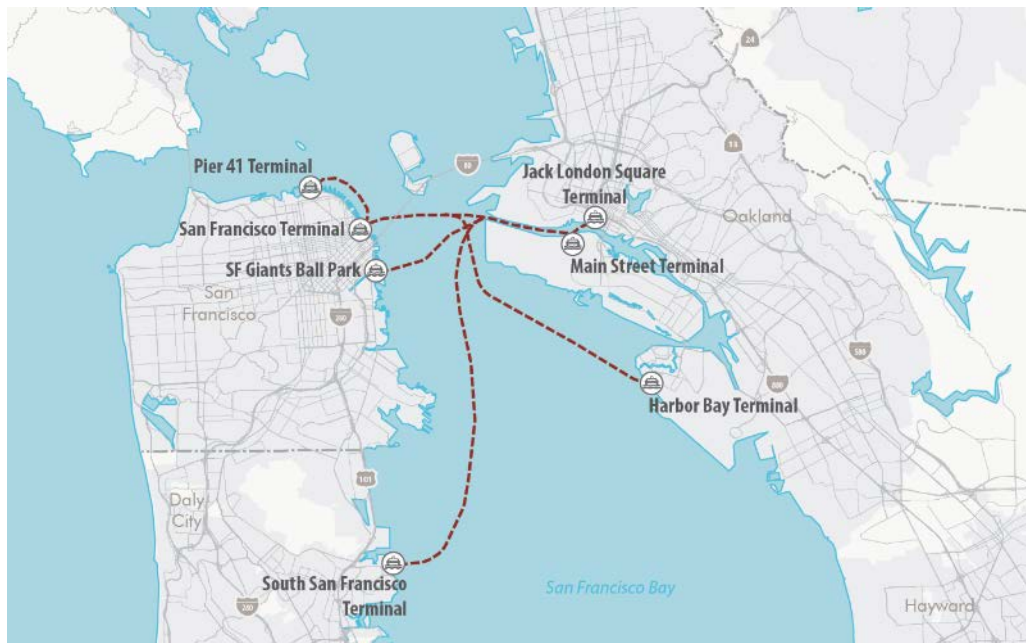 24
80
13
Pier 41 Terminal
Jack London Square
Terminal
Oakland
San Francisco Terminal
Main Street Terminal
SF Giants Ball Park
San
Francisco
280
580
880
Harbor Bay Terminal
101
Daly
City
South San Francisco
Terminal
San Francisco Bay
280
Hayward